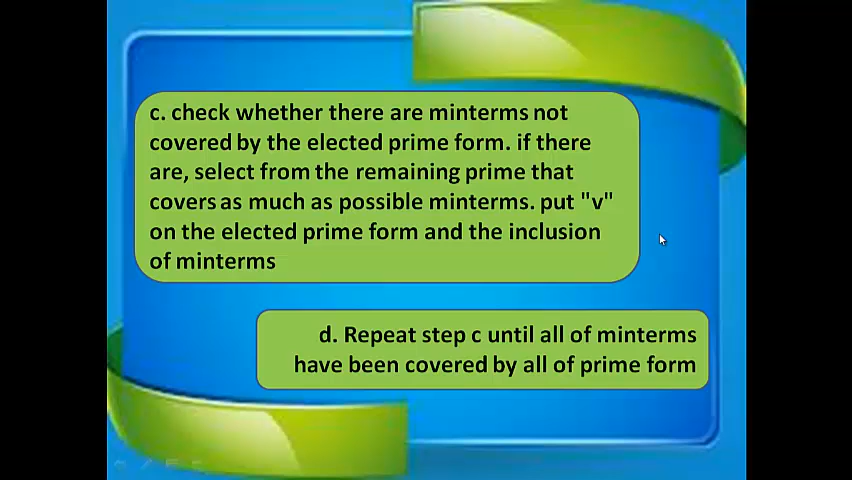 c. check whether there are minterms not
covered by the elected prime form. if there
are, select from the remaining prime that
covers as much as possible minterms. put "v"
on the elected prime form and the inclusion
of minterms
d. Repeat step c until all of minterms
have been covered by all of prime form